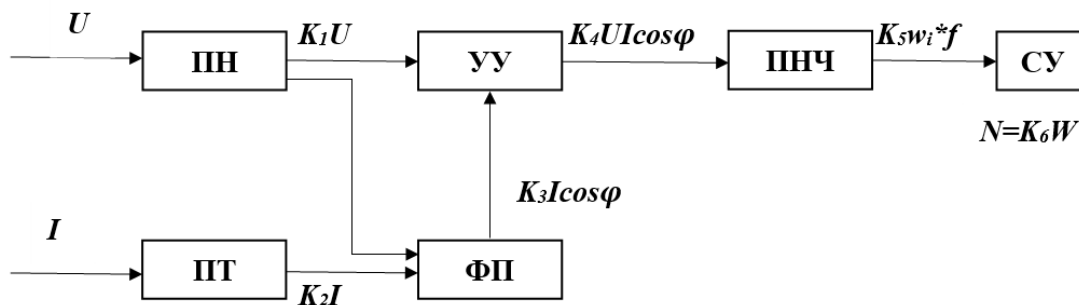 U
K₁U
K₄UIcosφ
K₅wᵢ*f
ПН
УУ
ПНЧ
СУ
N=K₆W
K₃Icosφ
I
ПТ
ФП
K₂I